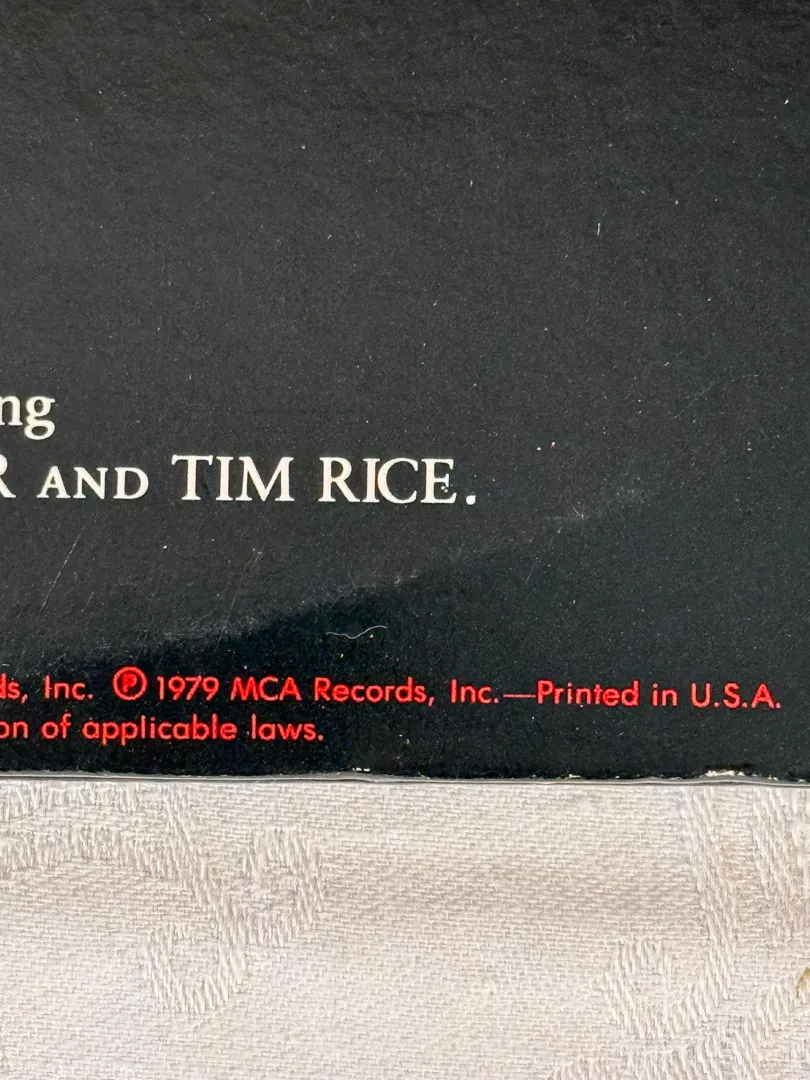 ng
R AND TIM RICE.
ds, Inc. ℗ 1979 MCA Records, Inc.—Printed in U.S.A.
on of applicable laws.